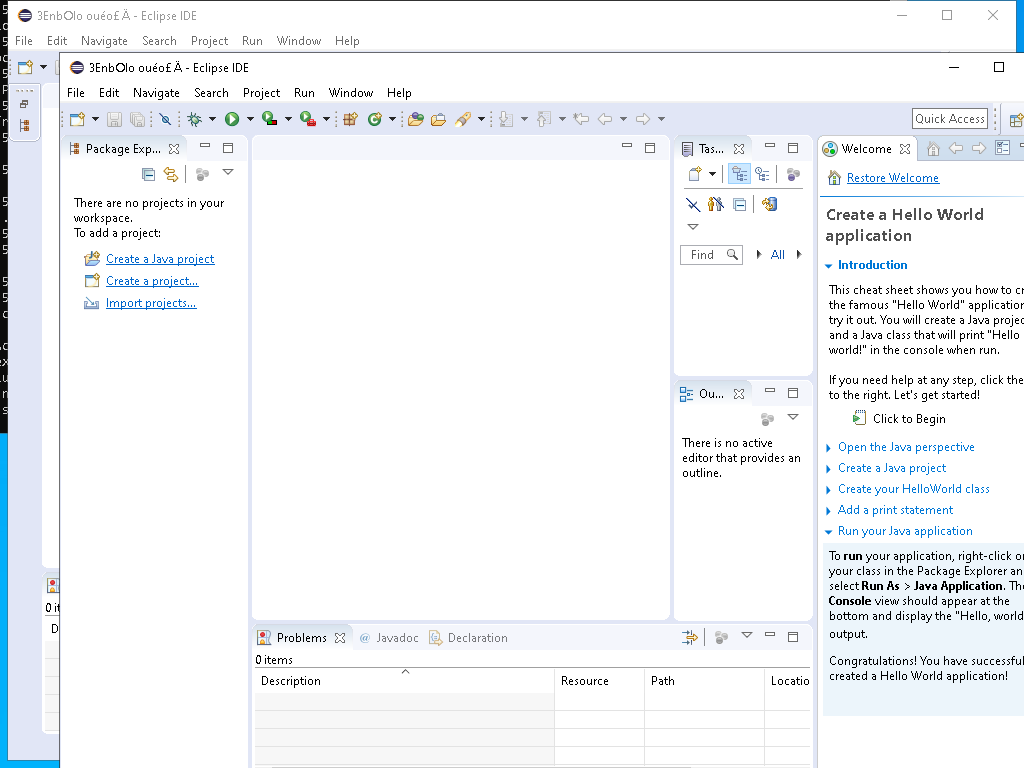 3EnbOlo ouéo£ Ä - Eclipse IDE
File Edit Navigate Search Project Run Window Help
3EnbOlo ouéo£ Ä - Eclipse IDE
File Edit Navigate Search Project Run Window Help
Quick Access
Package Exp...
There are no projects in your
workspace.
To add a project:
Create a Java project
Create a project...
Import projects...
Tas...
Find
All
Ou...
There is no active
editor that provides an
outline.
Welcome
Restore Welcome
Create a Hello World
application
Introduction
This cheat sheet shows you how to cr
the famous "Hello World" application
try it out. You will create a Java projec
and a Java class that will print "Hello
world!" in the console when run.
If you need help at any step, click the
to the right. Let's get started!
Click to Begin
Open the Java perspective
Create a Java project
Create your HelloWorld class
Add a print statement
Run your Java application
To run your application, right-click on
your class in the Package Explorer an
select Run As > Java Application. The
Console view should appear at the
bottom and display the "Hello, world
output.
Congratulations! You have successful
created a Hello World application!
Problems
Javadoc
Declaration
0 items
Description Resource Path Locatio
0 it
D